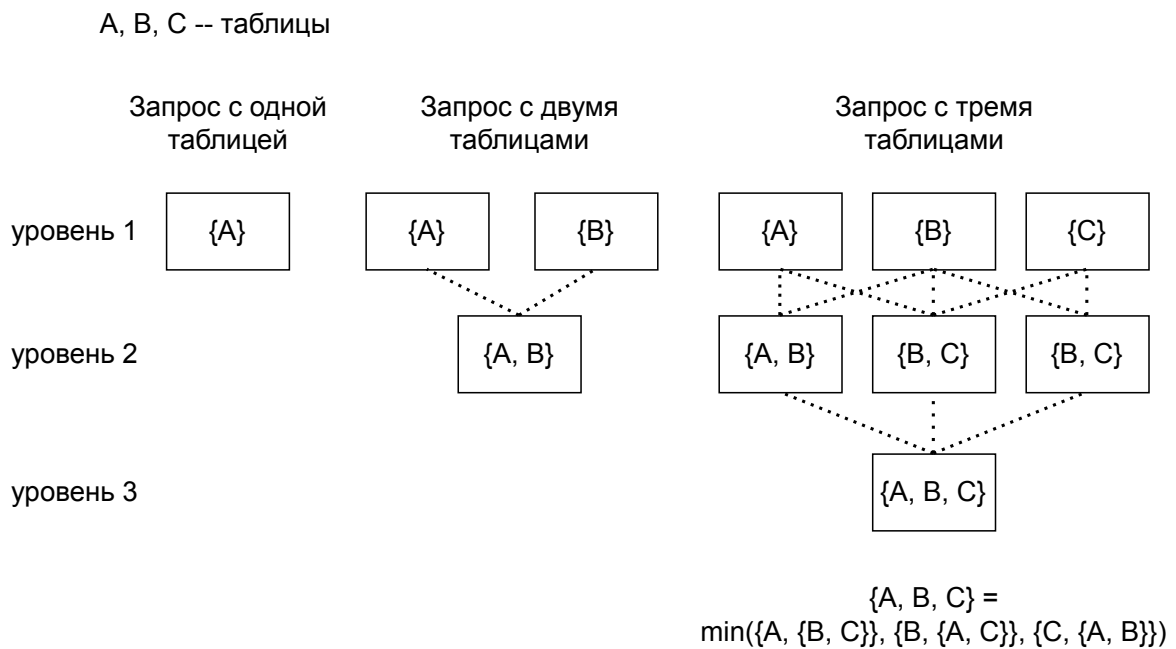 A, B, C -- таблицы
Запрос с одной
таблицей
Запрос с двумя
таблицами
Запрос с тремя
таблицами
уровень 1
{A}
{A}
{B}
{A}
{B}
{C}
уровень 2
{A, B}
{A, B}
{B, C}
{B, C}
уровень 3
{A, B, C}
{A, B, C} =
min({A, {B, C}}, {B, {A, C}}, {C, {A, B}})